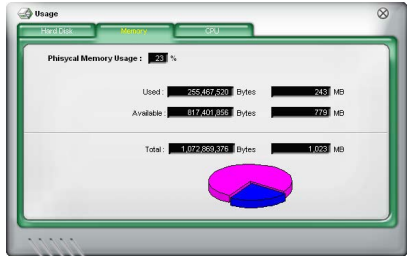 Usage
Hard Disk Memory CPU
Phisycal Memory Usage : 23 %
Used : 255,467,520 Bytes 243 MB
Available : 817,401,856 Bytes 779 MB
Total : 1,072,869,376 Bytes 1,023 MB